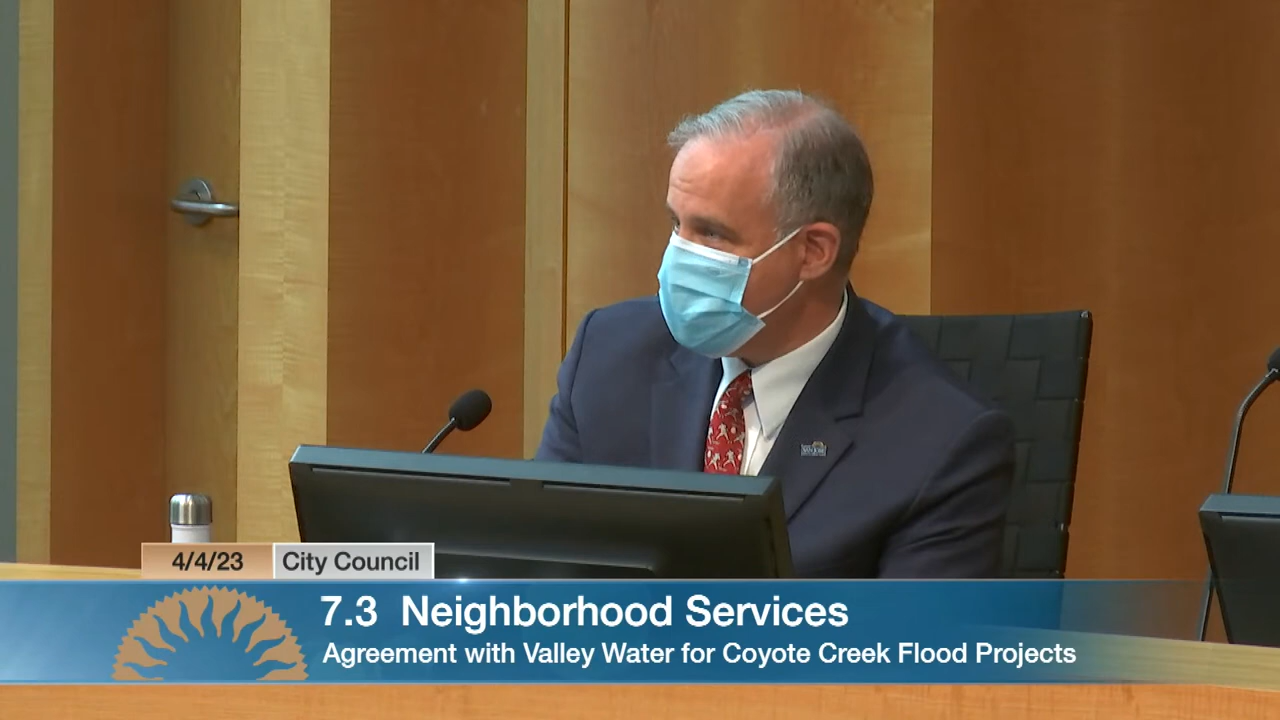 4/4/23 City Council
7.3 Neighborhood Services
Agreement with Valley Water for Coyote Creek Flood Projects